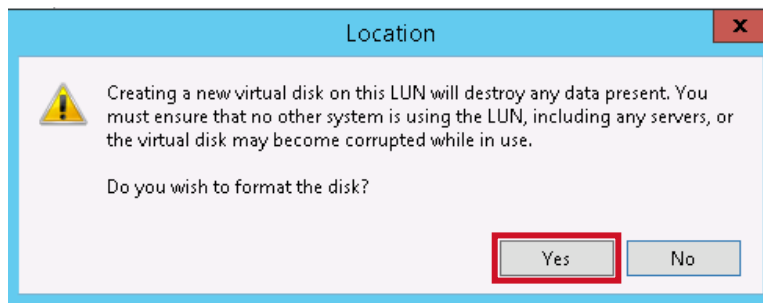 Location
x
Creating a new virtual disk on this LUN will destroy any data present. You
must ensure that no other system is using the LUN, including any servers, or
the virtual disk may become corrupted while in use.
Do you wish to format the disk?
Yes No